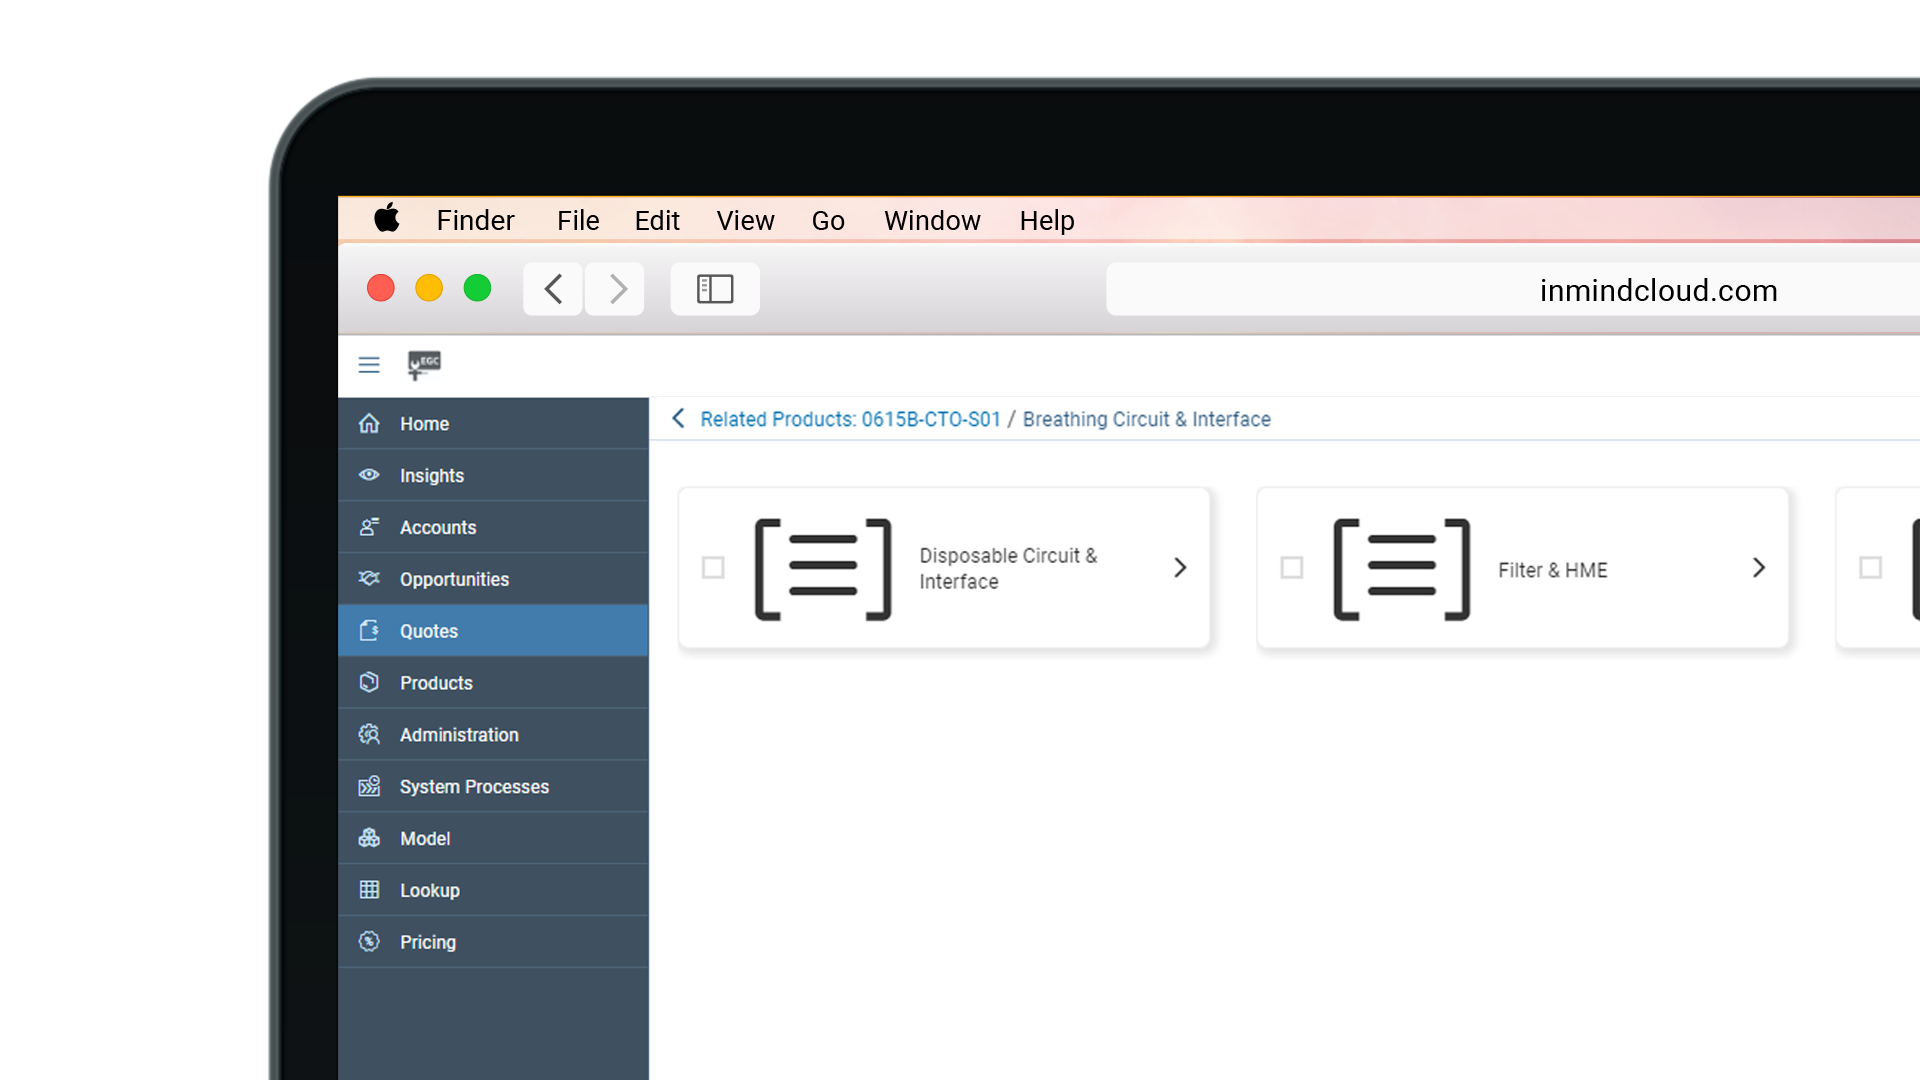 Finder File Edit View Go Window Help
inmindcloud.com
EGC
Related Products: 0615B-CTO-S01 / Breathing Circuit & Interface
Home
Insights
Accounts
Opportunities
Quotes
Products
Administration
System Processes
Model
Lookup
Pricing
Disposable Circuit &
Interface
Filter & HME